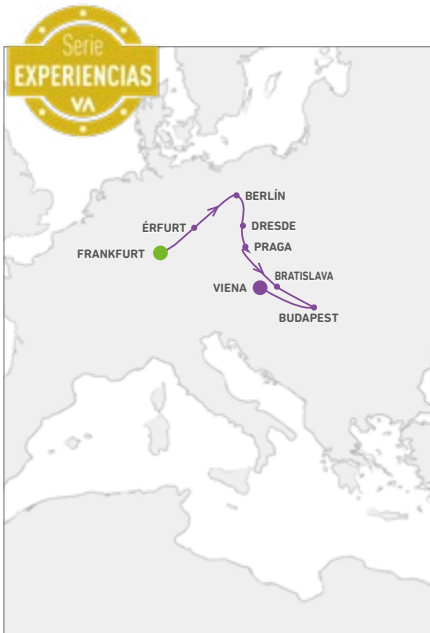 Serie
EXPERIENCIAS
VA
BERLÍN
ÉRFURT
DRESDE
PRAGA
FRANKFURT
BRATISLAVA
VIENA
BUDAPEST